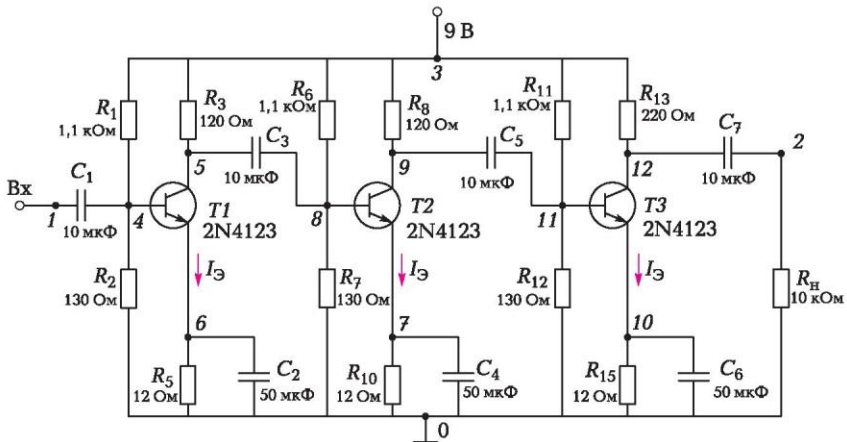 9 В
3
R1
1,1 кОм
R3
120 Ом
R6
1,1 кОм
R8
120 Ом
R11
1,1 кОм
R13
220 Ом
C1
10 мкФ
C3
10 мкФ
C5
10 мкФ
C7
10 мкФ
Вх
1
4
5
8
9
11
12
2
T1
2N4123
T2
2N4123
T3
2N4123
R2
130 Ом
IЭ
R7
130 Ом
IЭ
R12
130 Ом
IЭ
Rн
10 кОм
6
7
10
R5
12 Ом
C2
50 мкФ
R10
12 Ом
C4
50 мкФ
R15
12 Ом
C6
50 мкФ
0